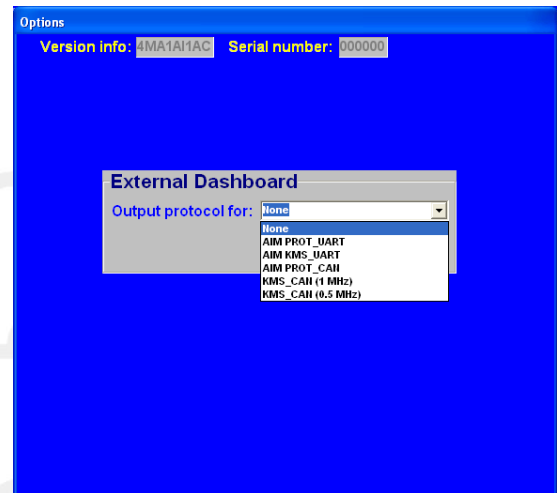 Options
Version info: 4MA1AI1AC Serial number: 000000
External Dashboard
Output protocol for: None
None
AIM PROT_UART
AIM KMS_UART
AIM PROT_CAN
KMS_CAN (1 MHz)
KMS_CAN (0.5 MHz)